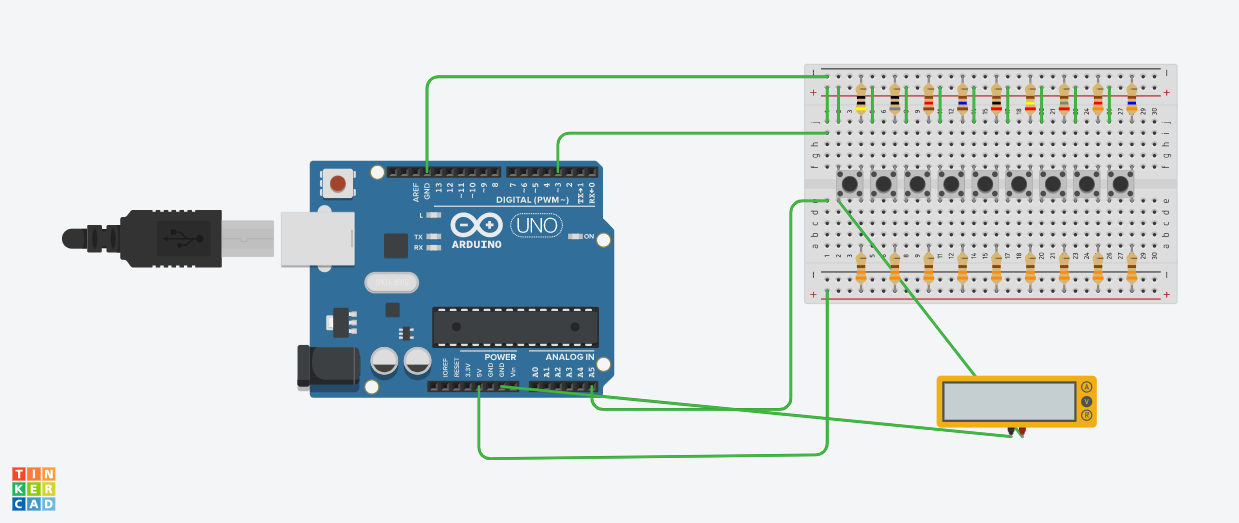 AREF
GND
13
12
~11
~10
~9
8
7
~6
~5
4
~3
2
TX→1
RX←0
DIGITAL (PWM~)
L
TX
RX
ARDUINO
UNO
ON
POWER
ANALOG IN
IOREF
RESET
3.3V
5V
GND
GND
Vin
A0
A1
A2
A3
A4
A5
A
V
R
TIN
KER
CAD